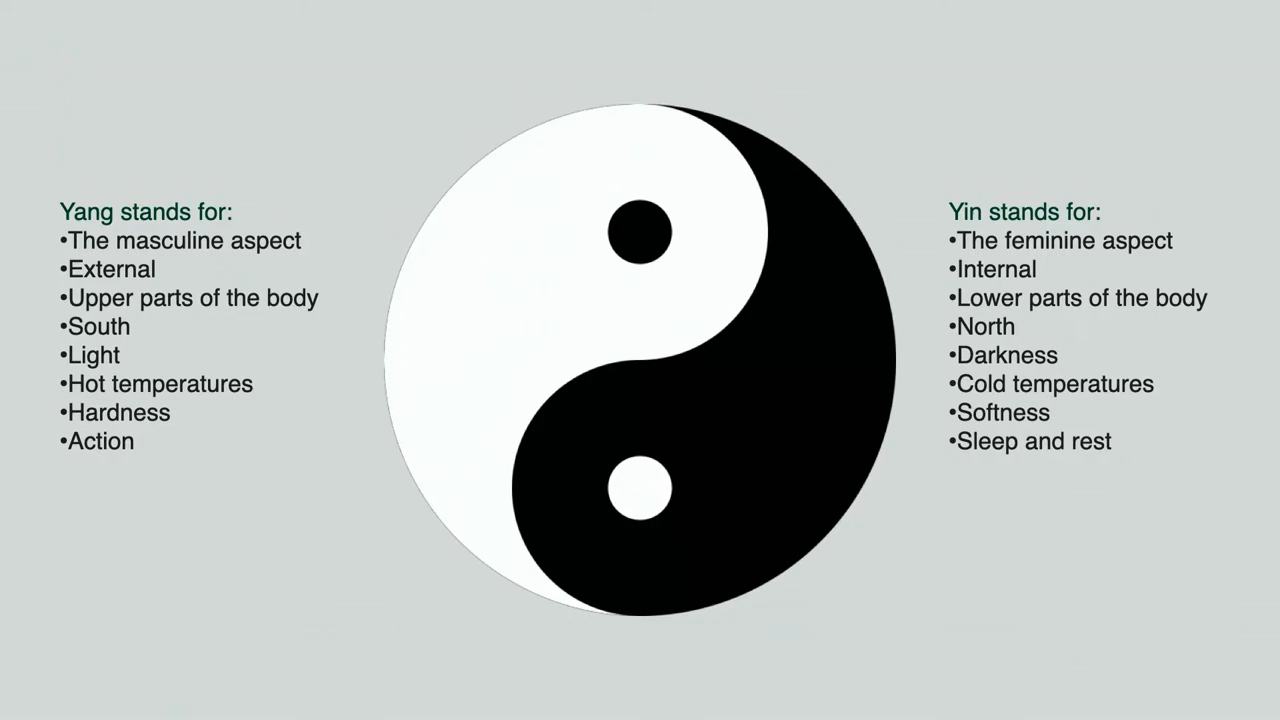 Yang stands for:
•The masculine aspect
•External
•Upper parts of the body
•South
•Light
•Hot temperatures
•Hardness
•Action
Yin stands for:
•The feminine aspect
•Internal
•Lower parts of the body
•North
•Darkness
•Cold temperatures
•Softness
•Sleep and rest